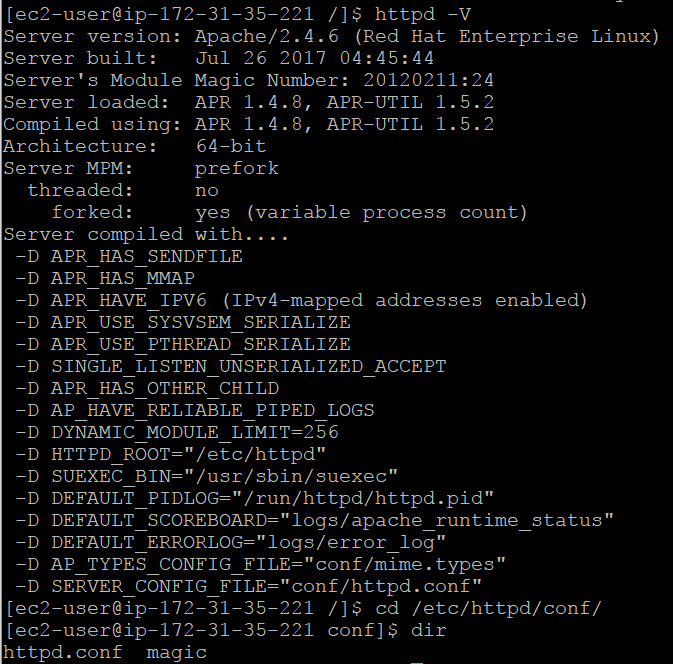 [ec2-user@ip-172-31-35-221 /]$ httpd -V
Server version: Apache/2.4.6 (Red Hat Enterprise Linux)
Server built:   Jul 26 2017 04:45:44
Server's Module Magic Number: 20120211:24
Server loaded:  APR 1.4.8, APR-UTIL 1.5.2
Compiled using: APR 1.4.8, APR-UTIL 1.5.2
Architecture:   64-bit
Server MPM:     prefork
  threaded:     no
    forked:     yes (variable process count)
Server compiled with....
 -D APR_HAS_SENDFILE
 -D APR_HAS_MMAP
 -D APR_HAVE_IPV6 (IPv4-mapped addresses enabled)
 -D APR_USE_SYSVSEM_SERIALIZE
 -D APR_USE_PTHREAD_SERIALIZE
 -D SINGLE_LISTEN_UNSERIALIZED_ACCEPT
 -D APR_HAS_OTHER_CHILD
 -D AP_HAVE_RELIABLE_PIPED_LOGS
 -D DYNAMIC_MODULE_LIMIT=256
 -D HTTPD_ROOT="/etc/httpd"
 -D SUEXEC_BIN="/usr/sbin/suexec"
 -D DEFAULT_PIDLOG="/run/httpd/httpd.pid"
 -D DEFAULT_SCOREBOARD="logs/apache_runtime_status"
 -D DEFAULT_ERRORLOG="logs/error_log"
 -D AP_TYPES_CONFIG_FILE="conf/mime.types"
 -D SERVER_CONFIG_FILE="conf/httpd.conf"
[ec2-user@ip-172-31-35-221 /]$ cd /etc/httpd/conf/
[ec2-user@ip-172-31-35-221 conf]$ dir
httpd.conf  magic